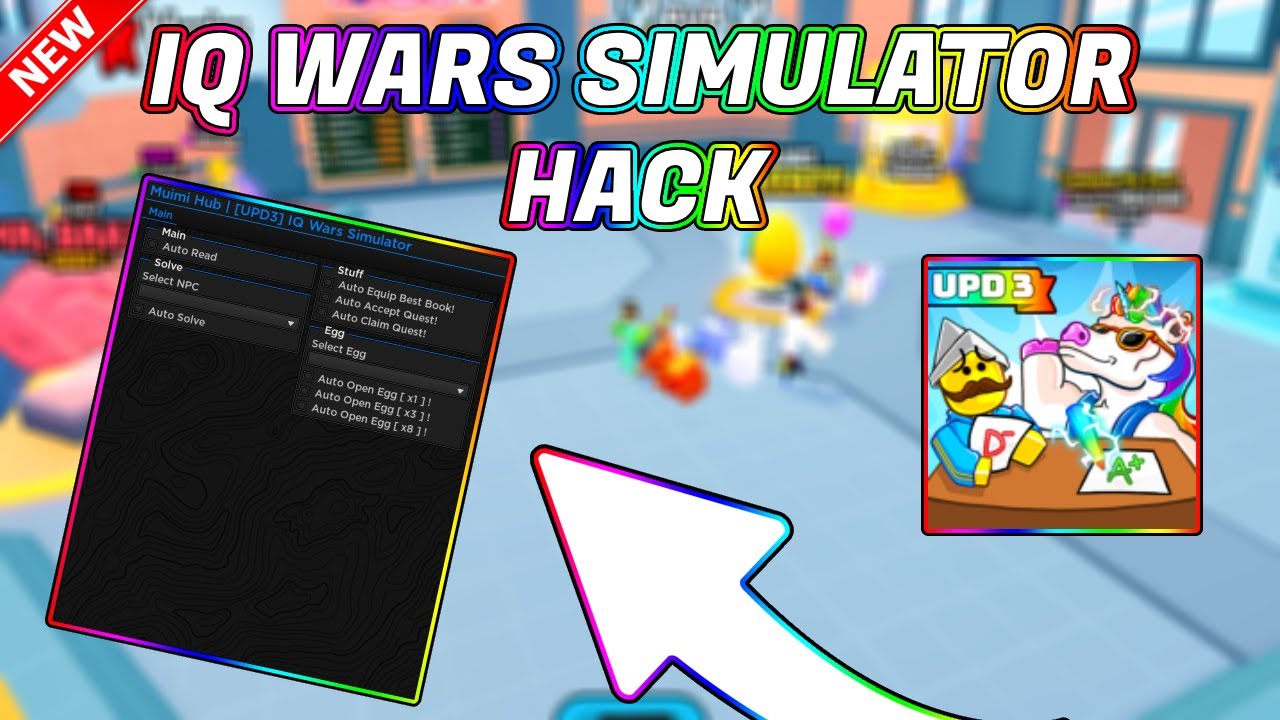 NEW
IQ WARS SIMULATOR
HACK
Muimi Hub | [UPD3] IQ Wars Simulator
Main
Main
Auto Read
Solve
Select NPC
Auto Solve
Stuff
Auto Equip Best Book!
Auto Accept Quest!
Auto Claim Quest!
Egg
Select Egg
Auto Open Egg [ x1 ] !
Auto Open Egg [ x3 ] !
Auto Open Egg [ x8 ] !
UPD 3
D-
A+